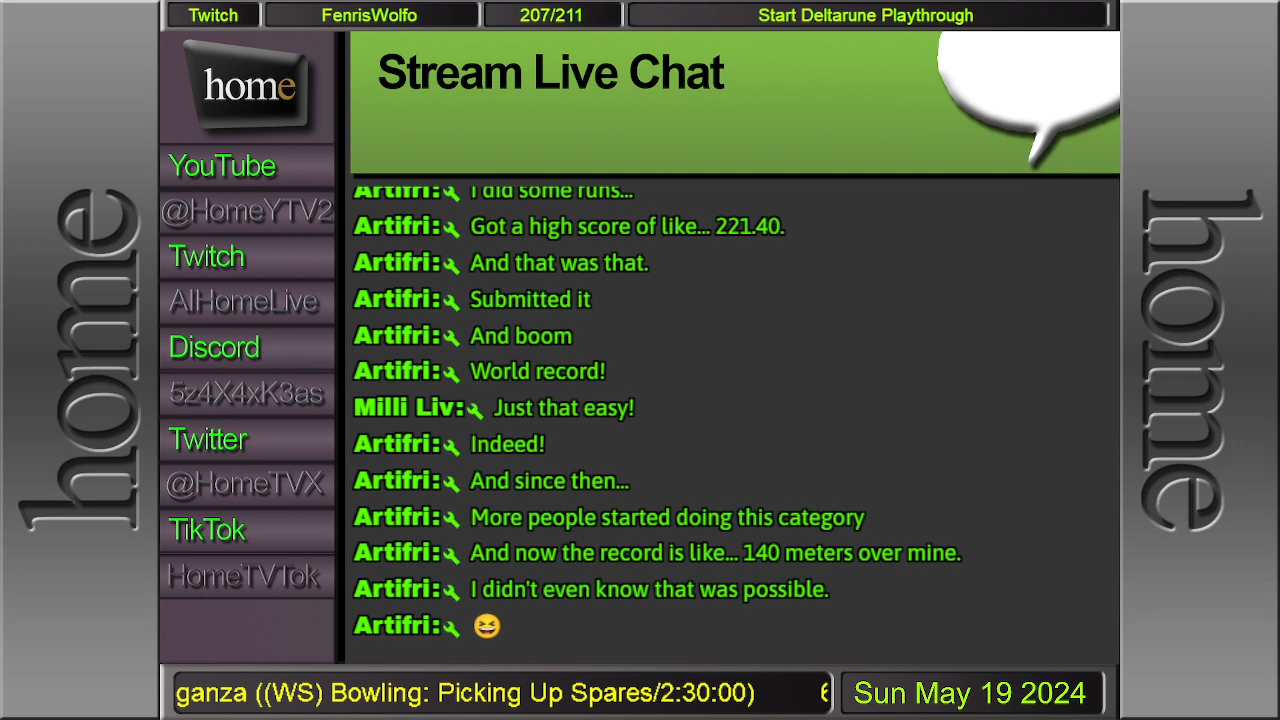 Twitch
FenrisWolfo
207/211
Start Deltarune Playthrough
home
home
home
Stream Live Chat
YouTube
@HomeYTV2
Twitch
AIHomeLive
Discord
5z4X4xK3as
Twitter
@HomeTVX
TikTok
HomeTVTok
Artifri: I did some runs...
Artifri: Got a high score of like... 221.40.
Artifri: And that was that.
Artifri: Submitted it
Artifri: And boom
Artifri: World record!
Milli Liv: Just that easy!
Artifri: Indeed!
Artifri: And since then...
Artifri: More people started doing this category
Artifri: And now the record is like... 140 meters over mine.
Artifri: I didn't even know that was possible.
Artifri: 😆
ganza ((WS) Bowling: Picking Up Spares/2:30:00)
Sun May 19 2024